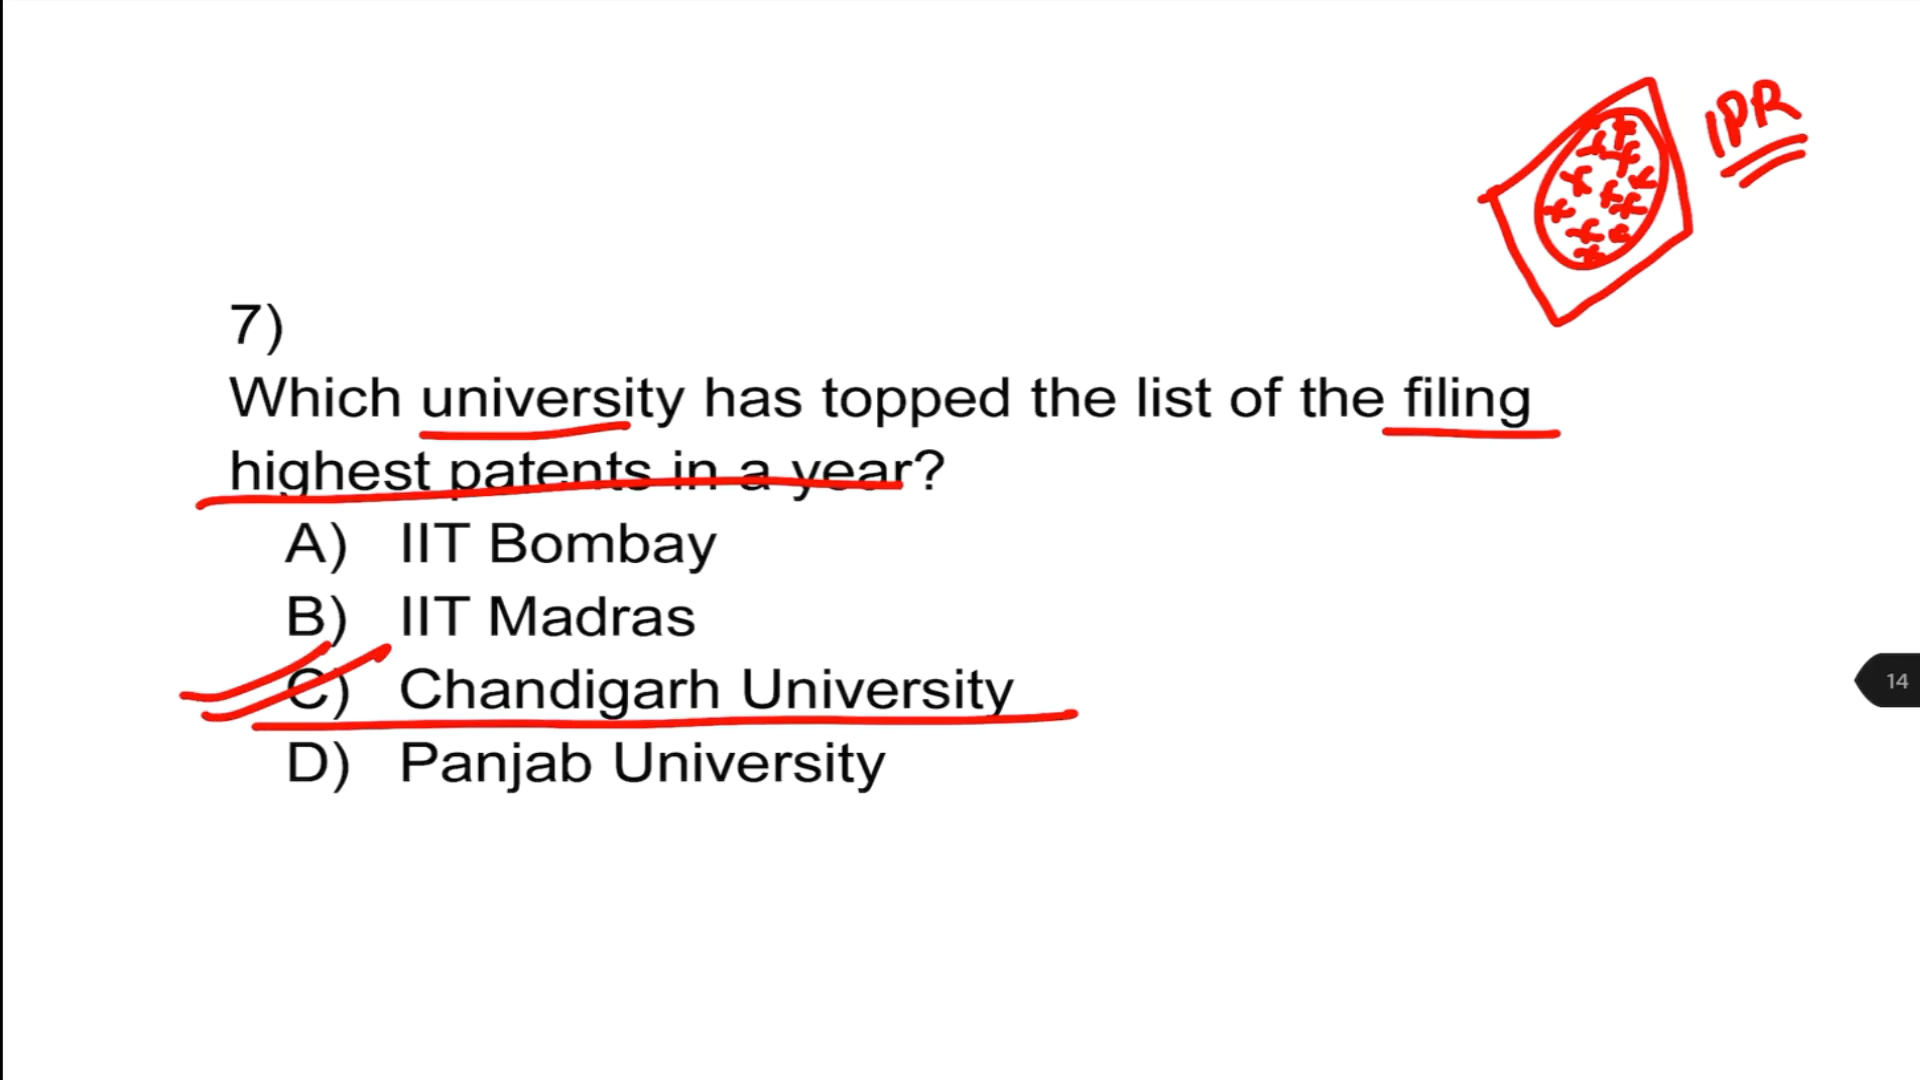 IPR
7)
Which university has topped the list of the filing
highest patents in a year?
A) IIT Bombay
B) IIT Madras
C) Chandigarh University
D) Panjab University
14